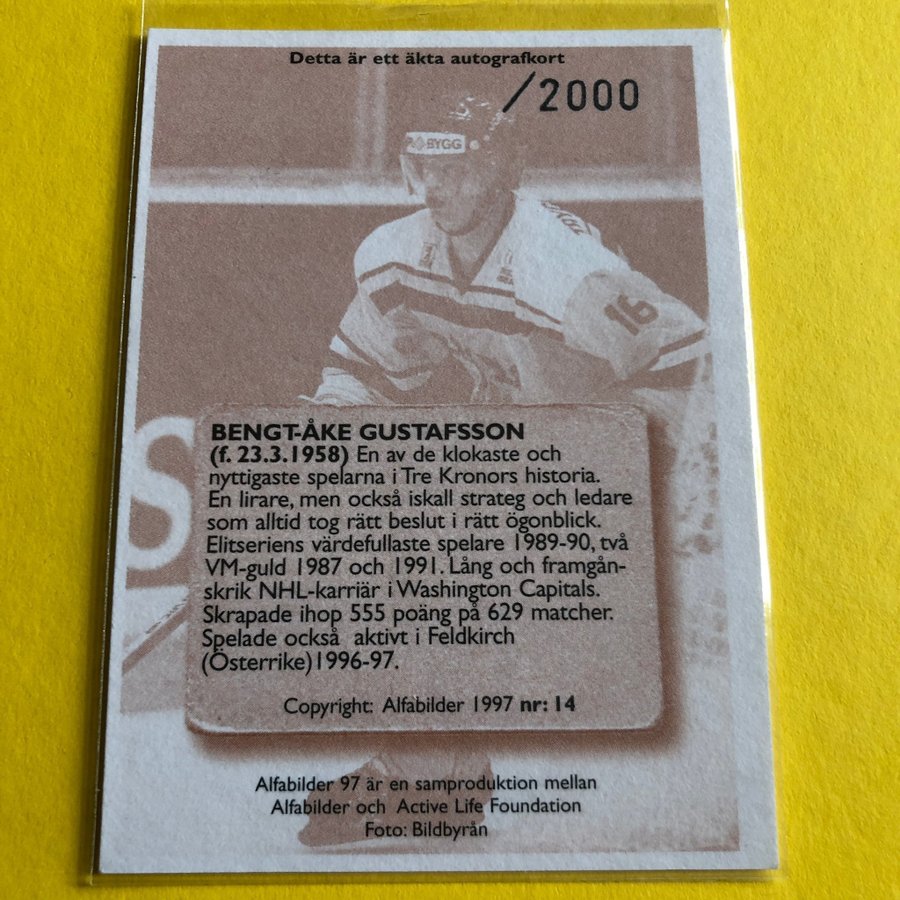 Detta är ett äkta autografkort
/2000
BYGG
16
S
BENGT-ÅKE GUSTAFSSON
(f. 23.3.1958) En av de klokaste och
nyttigaste spelarna i Tre Kronors historia.
En lirare, men också iskall strateg och ledare
som alltid tog rätt beslut i rätt ögonblick.
Elitseriens värdefullaste spelare 1989-90, två
VM-guld 1987 och 1991. Lång och framgån-
skrik NHL-karriär i Washington Capitals.
Skrapade ihop 555 poäng på 629 matcher.
Spelade också aktivt i Feldkirch
(Österrike)1996-97.
Copyright: Alfabilder 1997 nr: 14
Alfabilder 97 är en samproduktion mellan
Alfabilder och Active Life Foundation
Foto: Bildbyrån